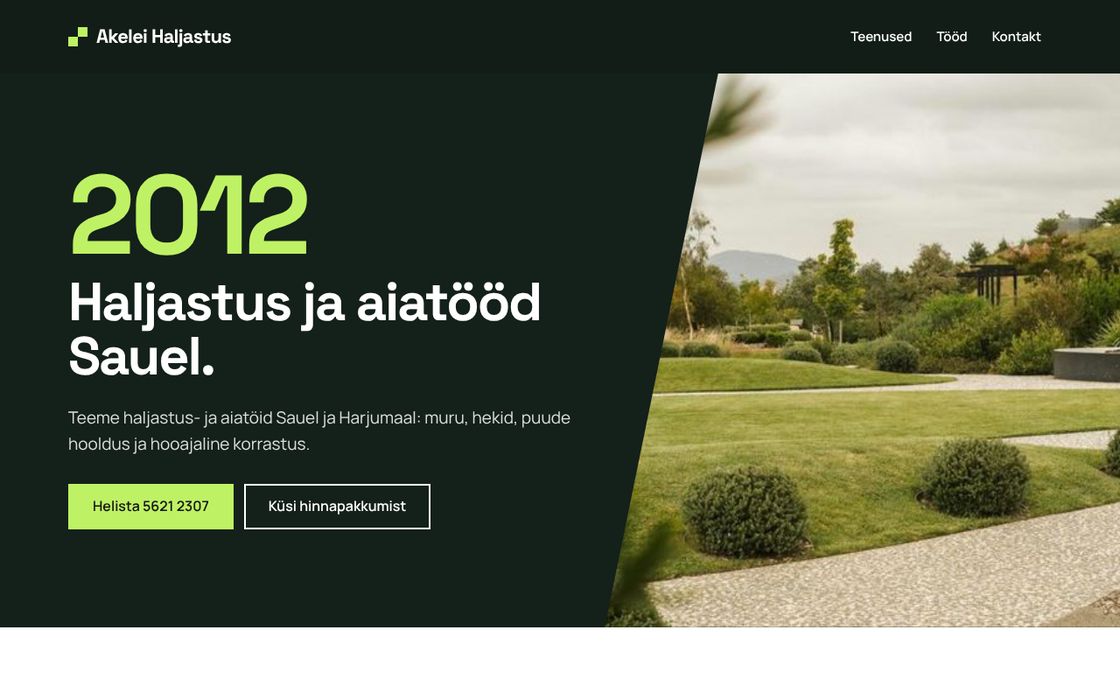 Akelei Haljastus
Teenused Tööd Kontakt
2012
Haljastus ja aiatööd
Sauel.
Teeme haljastus- ja aiatöid Sauel ja Harjumaal: muru, hekid, puude
hooldus ja hooajaline korrastus.
Helista 5621 2307
Küsi hinnapakkumist